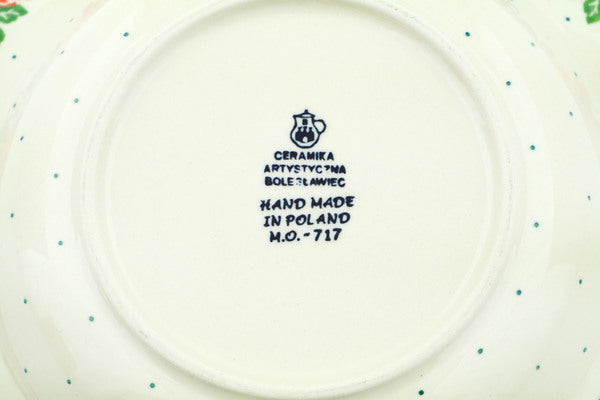 CERAMIKA
ARTYSTYCZNA
BOLESŁAWIEC
HAND MADE
IN POLAND
M.O.-717